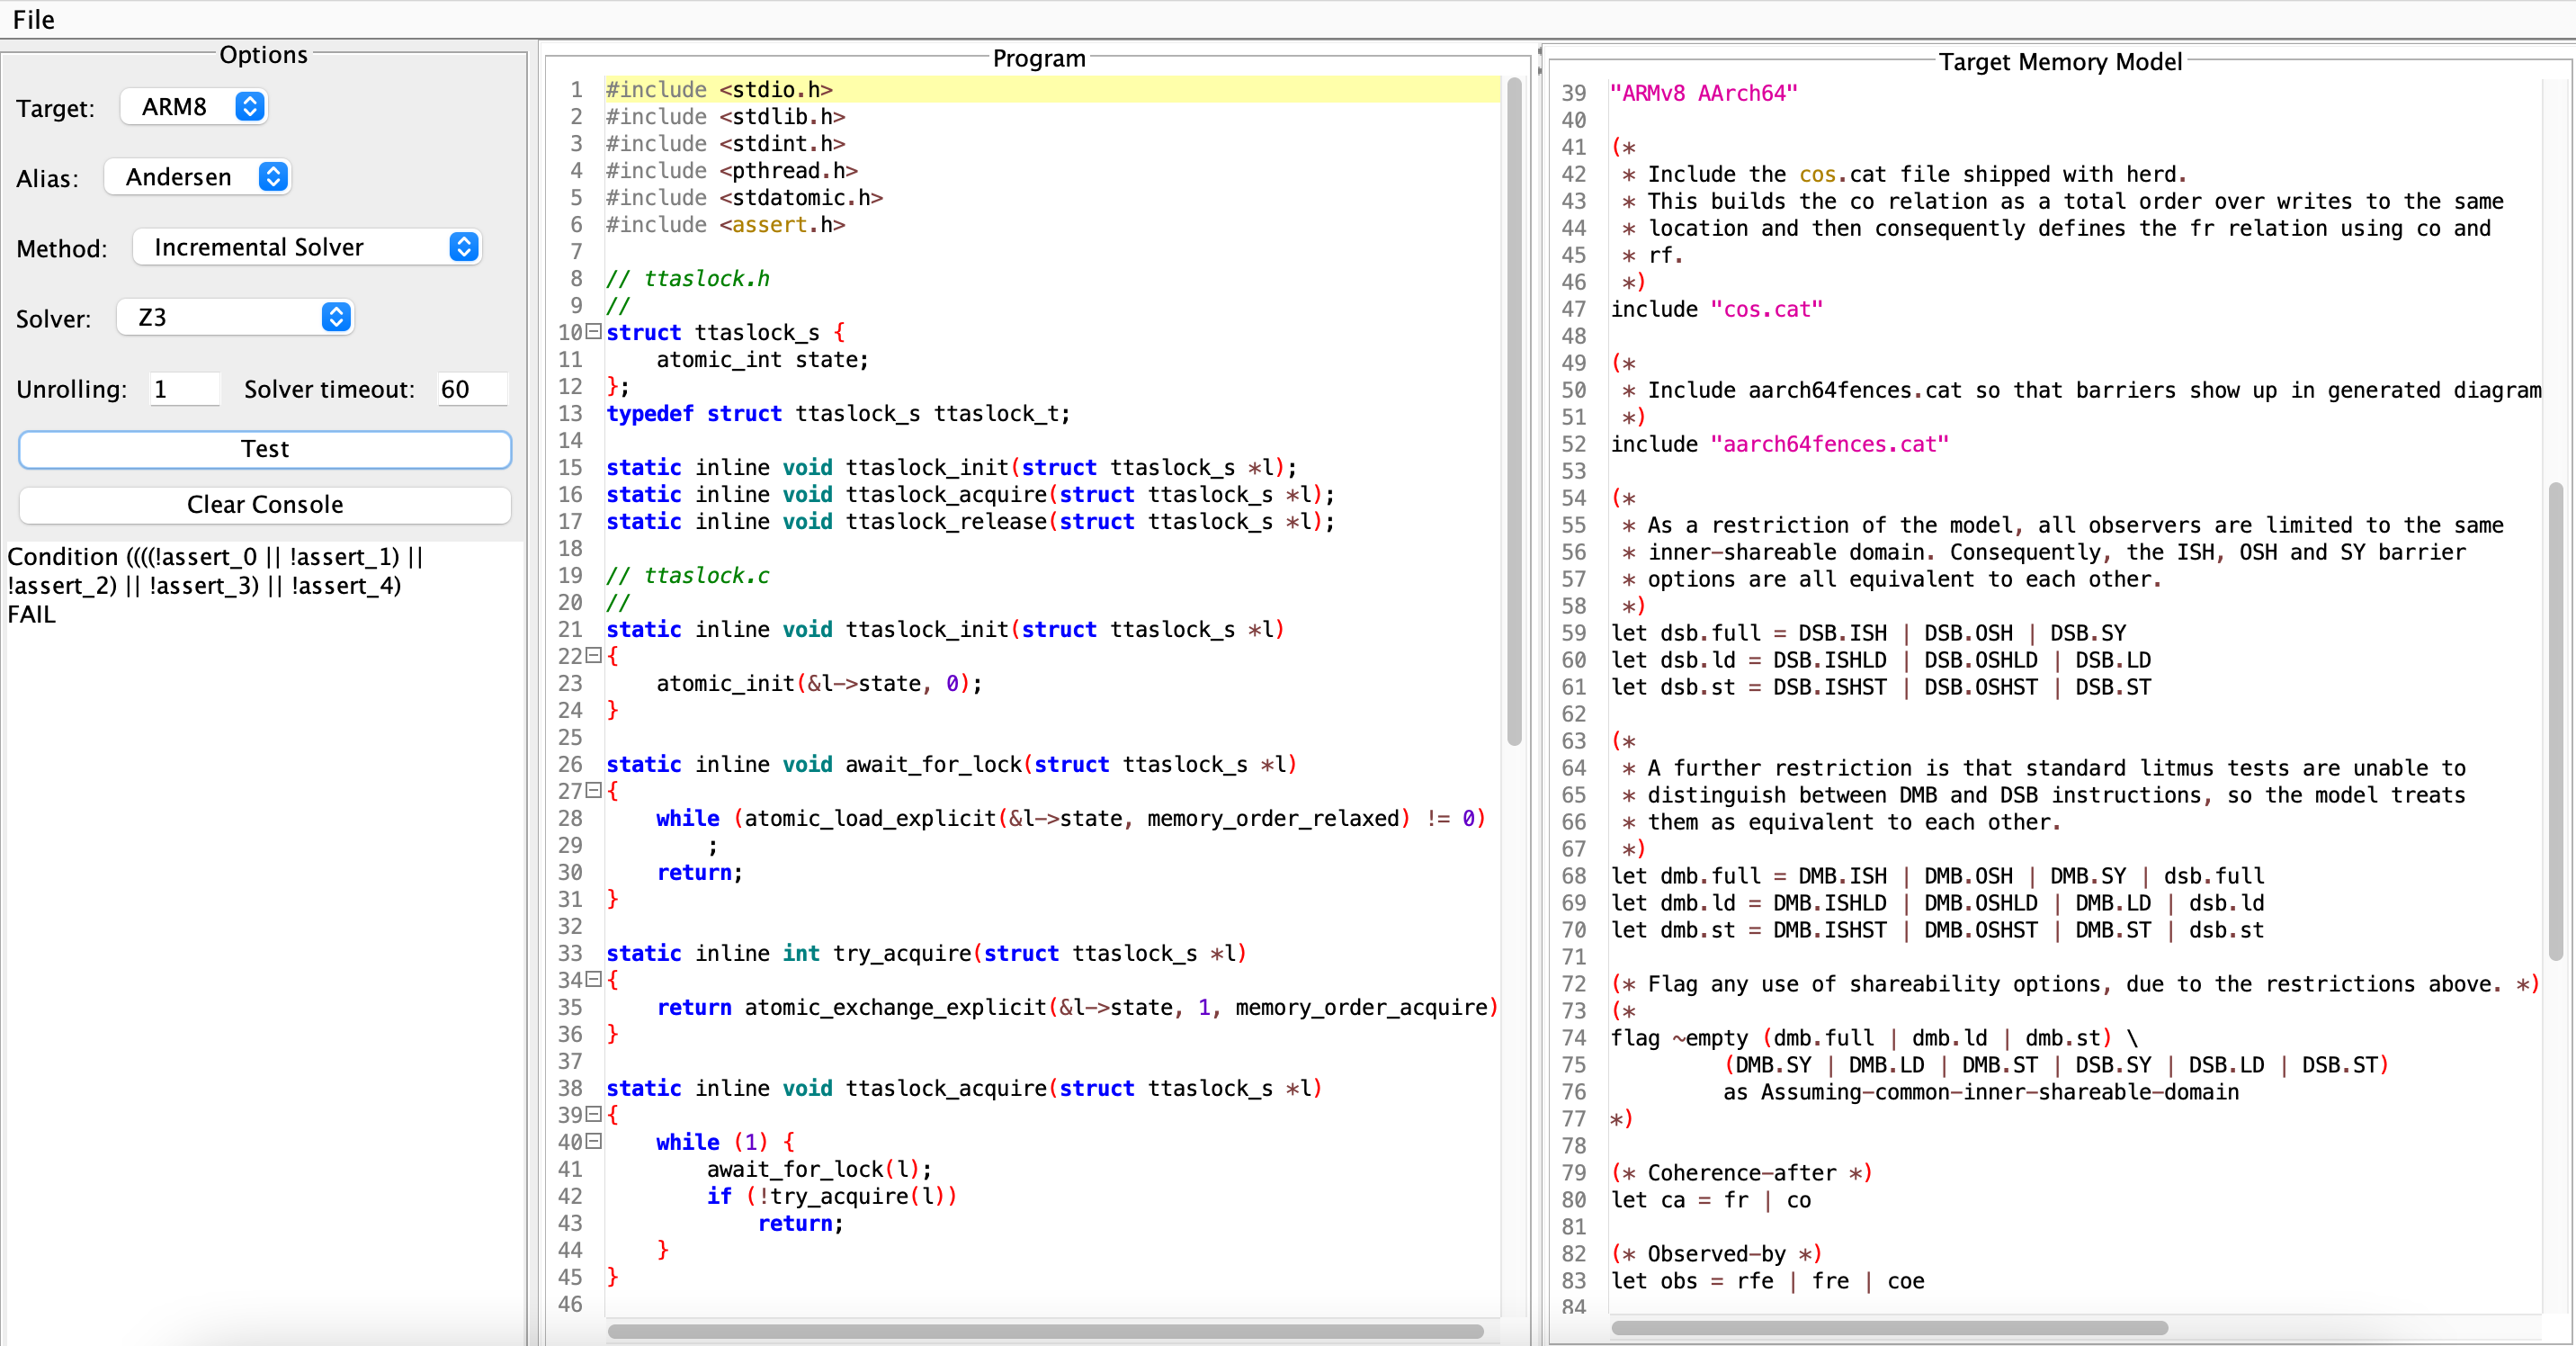 File
Options
Target: ARM8
Alias: Andersen
Method: Incremental Solver
Solver: Z3
Unrolling: 1 Solver timeout: 60
Test
Clear Console
Condition ((((!assert_0 || !assert_1) ||
!assert_2) || !assert_3) || !assert_4)
FAIL
Program
1 #include <stdio.h>
2 #include <stdlib.h>
3 #include <stdint.h>
4 #include <pthread.h>
5 #include <stdatomic.h>
6 #include <assert.h>
7
8 // ttaslock.h
9 //
10 struct ttaslock_s {
11 atomic_int state;
12 };
13 typedef struct ttaslock_s ttaslock_t;
14
15 static inline void ttaslock_init(struct ttaslock_s *l);
16 static inline void ttaslock_acquire(struct ttaslock_s *l);
17 static inline void ttaslock_release(struct ttaslock_s *l);
18
19 // ttaslock.c
20 //
21 static inline void ttaslock_init(struct ttaslock_s *l)
22 {
23 atomic_init(&l->state, 0);
24 }
25
26 static inline void await_for_lock(struct ttaslock_s *l)
27 {
28 while (atomic_load_explicit(&l->state, memory_order_relaxed) != 0)
29 ;
30 return;
31 }
32
33 static inline int try_acquire(struct ttaslock_s *l)
34 {
35 return atomic_exchange_explicit(&l->state, 1, memory_order_acquire)
36 }
37
38 static inline void ttaslock_acquire(struct ttaslock_s *l)
39 {
40 while (1) {
41 await_for_lock(l);
42 if (!try_acquire(l))
43 return;
44 }
45 }
46
Target Memory Model
39 "ARMv8 AArch64"
40
41 (*
42 * Include the cos.cat file shipped with herd.
43 * This builds the co relation as a total order over writes to the same
44 * location and then consequently defines the fr relation using co and
45 * rf.
46 *)
47 include "cos.cat"
48
49 (*
50 * Include aarch64fences.cat so that barriers show up in generated diagram
51 *)
52 include "aarch64fences.cat"
53
54 (*
55 * As a restriction of the model, all observers are limited to the same
56 * inner-shareable domain. Consequently, the ISH, OSH and SY barrier
57 * options are all equivalent to each other.
58 *)
59 let dsb.full = DSB.ISH | DSB.OSH | DSB.SY
60 let dsb.ld = DSB.ISHLD | DSB.OSHLD | DSB.LD
61 let dsb.st = DSB.ISHST | DSB.OSHST | DSB.ST
62
63 (*
64 * A further restriction is that standard litmus tests are unable to
65 * distinguish between DMB and DSB instructions, so the model treats
66 * them as equivalent to each other.
67 *)
68 let dmb.full = DMB.ISH | DMB.OSH | DMB.SY | dsb.full
69 let dmb.ld = DMB.ISHLD | DMB.OSHLD | DMB.LD | dsb.ld
70 let dmb.st = DMB.ISHST | DMB.OSHST | DMB.ST | dsb.st
71
72 (* Flag any use of shareability options, due to the restrictions above. *)
73 (*
74 flag ~empty (dmb.full | dmb.ld | dmb.st) \
75 (DMB.SY | DMB.LD | DMB.ST | DSB.SY | DSB.LD | DSB.ST)
76 as Assuming-common-inner-shareable-domain
77 *)
78
79 (* Coherence-after *)
80 let ca = fr | co
81
82 (* Observed-by *)
83 let obs = rfe | fre | coe
84